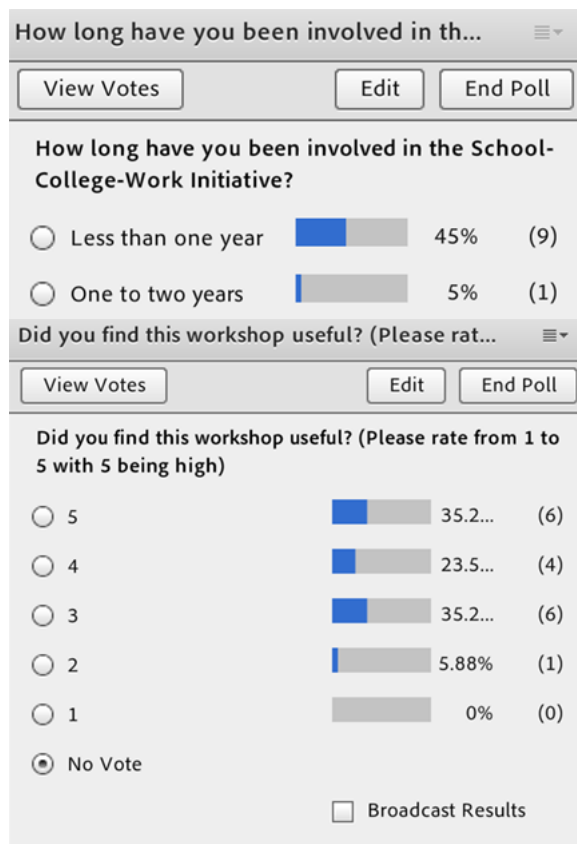 How long have you been involved in th...
View Votes Edit End Poll
How long have you been involved in the School-
College-Work Initiative?
Less than one year 45% (9)
One to two years 5% (1)
Did you find this workshop useful? (Please rat...
View Votes Edit End Poll
Did you find this workshop useful? (Please rate from 1 to
5 with 5 being high)
5 35.2... (6)
4 23.5... (4)
3 35.2... (6)
2 5.88% (1)
1 0% (0)
No Vote
Broadcast Results